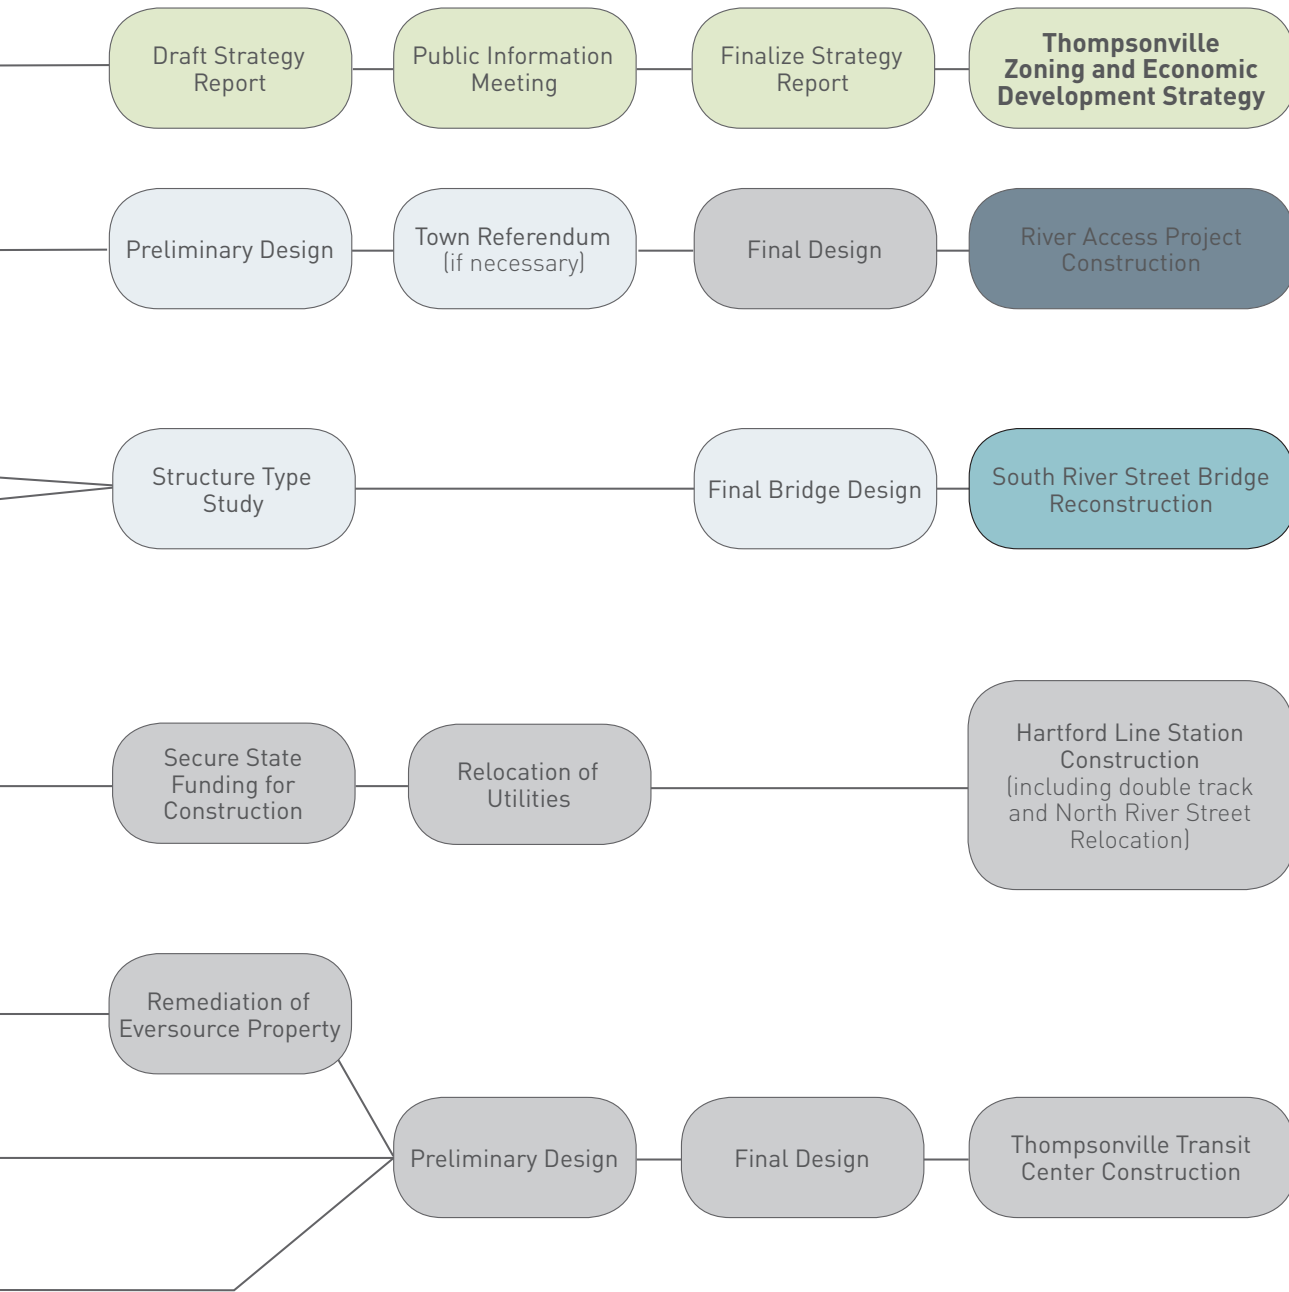 Draft Strategy
Report
Public Information
Meeting
Finalize Strategy
Report
Thompsonville
Zoning and Economic
Development Strategy
Preliminary Design
Town Referendum
(if necessary)
Final Design
River Access Project
Construction
Structure Type
Study
Final Bridge Design
South River Street Bridge
Reconstruction
Secure State
Funding for
Construction
Relocation of
Utilities
Hartford Line Station
Construction
(including double track
and North River Street
Relocation)
Remediation of
Eversource Property
Preliminary Design
Final Design
Thompsonville Transit
Center Construction